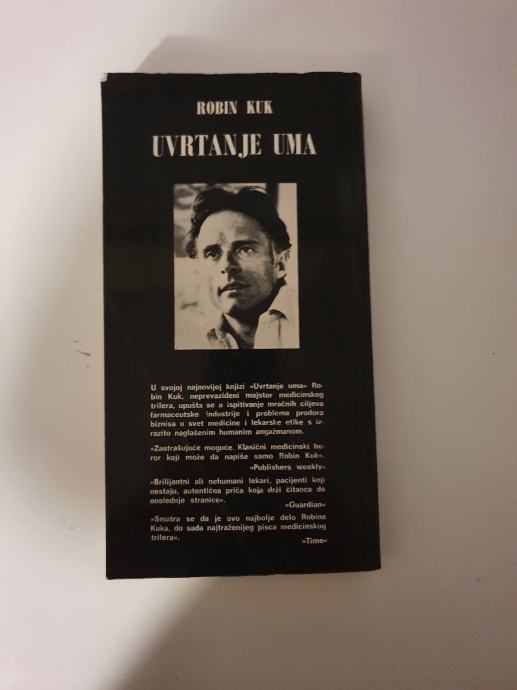 ROBIN KUK
UVRTANJE UMA
U svojoj najnovijoj knjizi »Uvrtanje uma« Ro-
bin Kuk, neprevaziđeni majstor medicinskog
trilera, upušta se u ispitivanje mračnih ciljeva
farmaceutske industrije i problema prodora
biznisa u svet medicine i lekarske etike s iz-
razito naglašenim humanim angažmanom.
»Zastrašujuće moguće. Klasični medicinski ho-
ror koji može da napiše samo Robin Kuk«.
»Publishers weekly«
»Brilijantni ali nehumani lekari, pacijenti koji
nestaju, autentična priča koja drži čitaoca do
poslednje stranice«.
»Guardian«
»Smatra se da je ovo najbolje delo Robina
Kuka, do sada najtraženijeg pisca medicinskog
trilera«.
»Time«